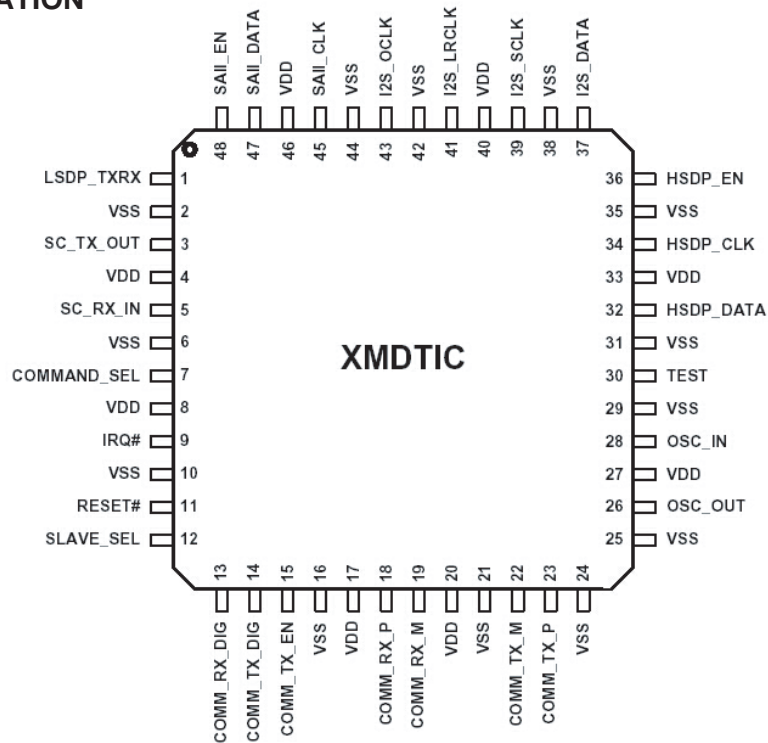 ATION
SAII_EN
SAII_DATA
VDD
SAII_CLK
VSS
I2S_OCLK
VSS
I2S_LRCLK
VDD
I2S_SCLK
VSS
I2S_DATA
48
47
46
45
44
43
42
41
40
39
38
37
LSDP_TXRX 1
VSS 2
SC_TX_OUT 3
VDD 4
SC_RX_IN 5
VSS 6
COMMAND_SEL 7
VDD 8
IRQ# 9
VSS 10
RESET# 11
SLAVE_SEL 12
XMDTIC
36 HSDP_EN
35 VSS
34 HSDP_CLK
33 VDD
32 HSDP_DATA
31 VSS
30 TEST
29 VSS
28 OSC_IN
27 VDD
26 OSC_OUT
25 VSS
13
14
15
16
17
18
19
20
21
22
23
24
COMM_RX_DIG
COMM_TX_DIG
COMM_TX_EN
VSS
VDD
COMM_RX_P
COMM_RX_M
VDD
VSS
COMM_TX_M
COMM_TX_P
VSS